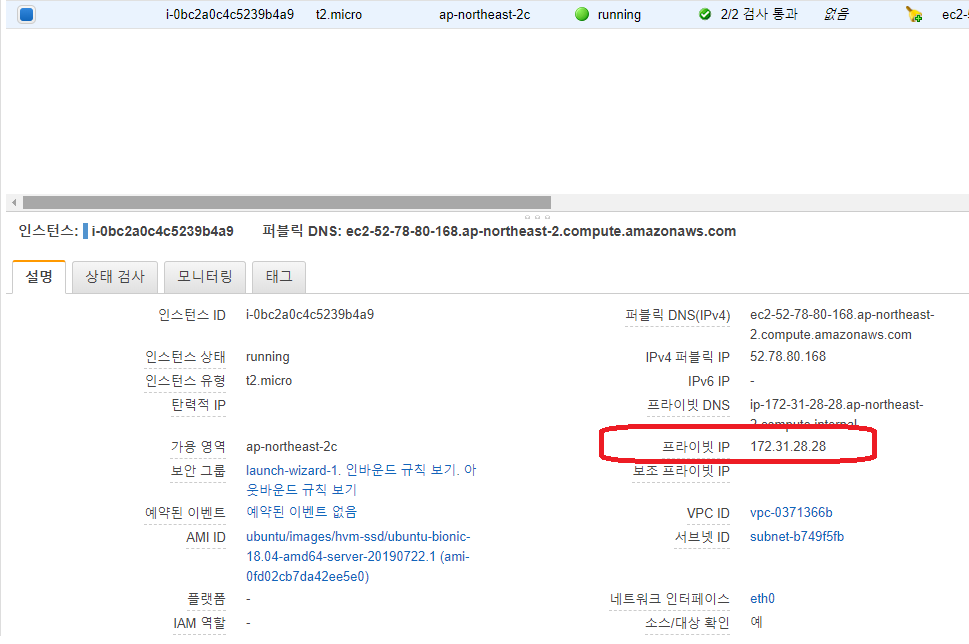 i-0bc2a0c4c5239b4a9 t2.micro ap-northeast-2c running 2/2 검사 통과 없음 ec2-5
인스턴스: i-0bc2a0c4c5239b4a9 퍼블릭 DNS: ec2-52-78-80-168.ap-northeast-2.compute.amazonaws.com
설명 상태 검사 모니터링 태그
인스턴스 ID i-0bc2a0c4c5239b4a9 퍼블릭 DNS(IPv4) ec2-52-78-80-168.ap-northeast-
2.compute.amazonaws.com
인스턴스 상태 running IPv4 퍼블릭 IP 52.78.80.168
인스턴스 유형 t2.micro IPv6 IP -
탄력적 IP 프라이빗 DNS ip-172-31-28-28.ap-northeast-
2.compute.internal
가용 영역 ap-northeast-2c 프라이빗 IP 172.31.28.28
보안 그룹 launch-wizard-1. 인바운드 규칙 보기. 아 보조 프라이빗 IP
웃바운드 규칙 보기
예약된 이벤트 예약된 이벤트 없음 VPC ID vpc-0371366b
AMI ID ubuntu/images/hvm-ssd/ubuntu-bionic- 서브넷 ID subnet-b749f5fb
18.04-amd64-server-20190722.1 (ami-
0fd02cb7da42ee5e0)
플랫폼 - 네트워크 인터페이스 eth0
IAM 역할 - 소스/대상 확인 예